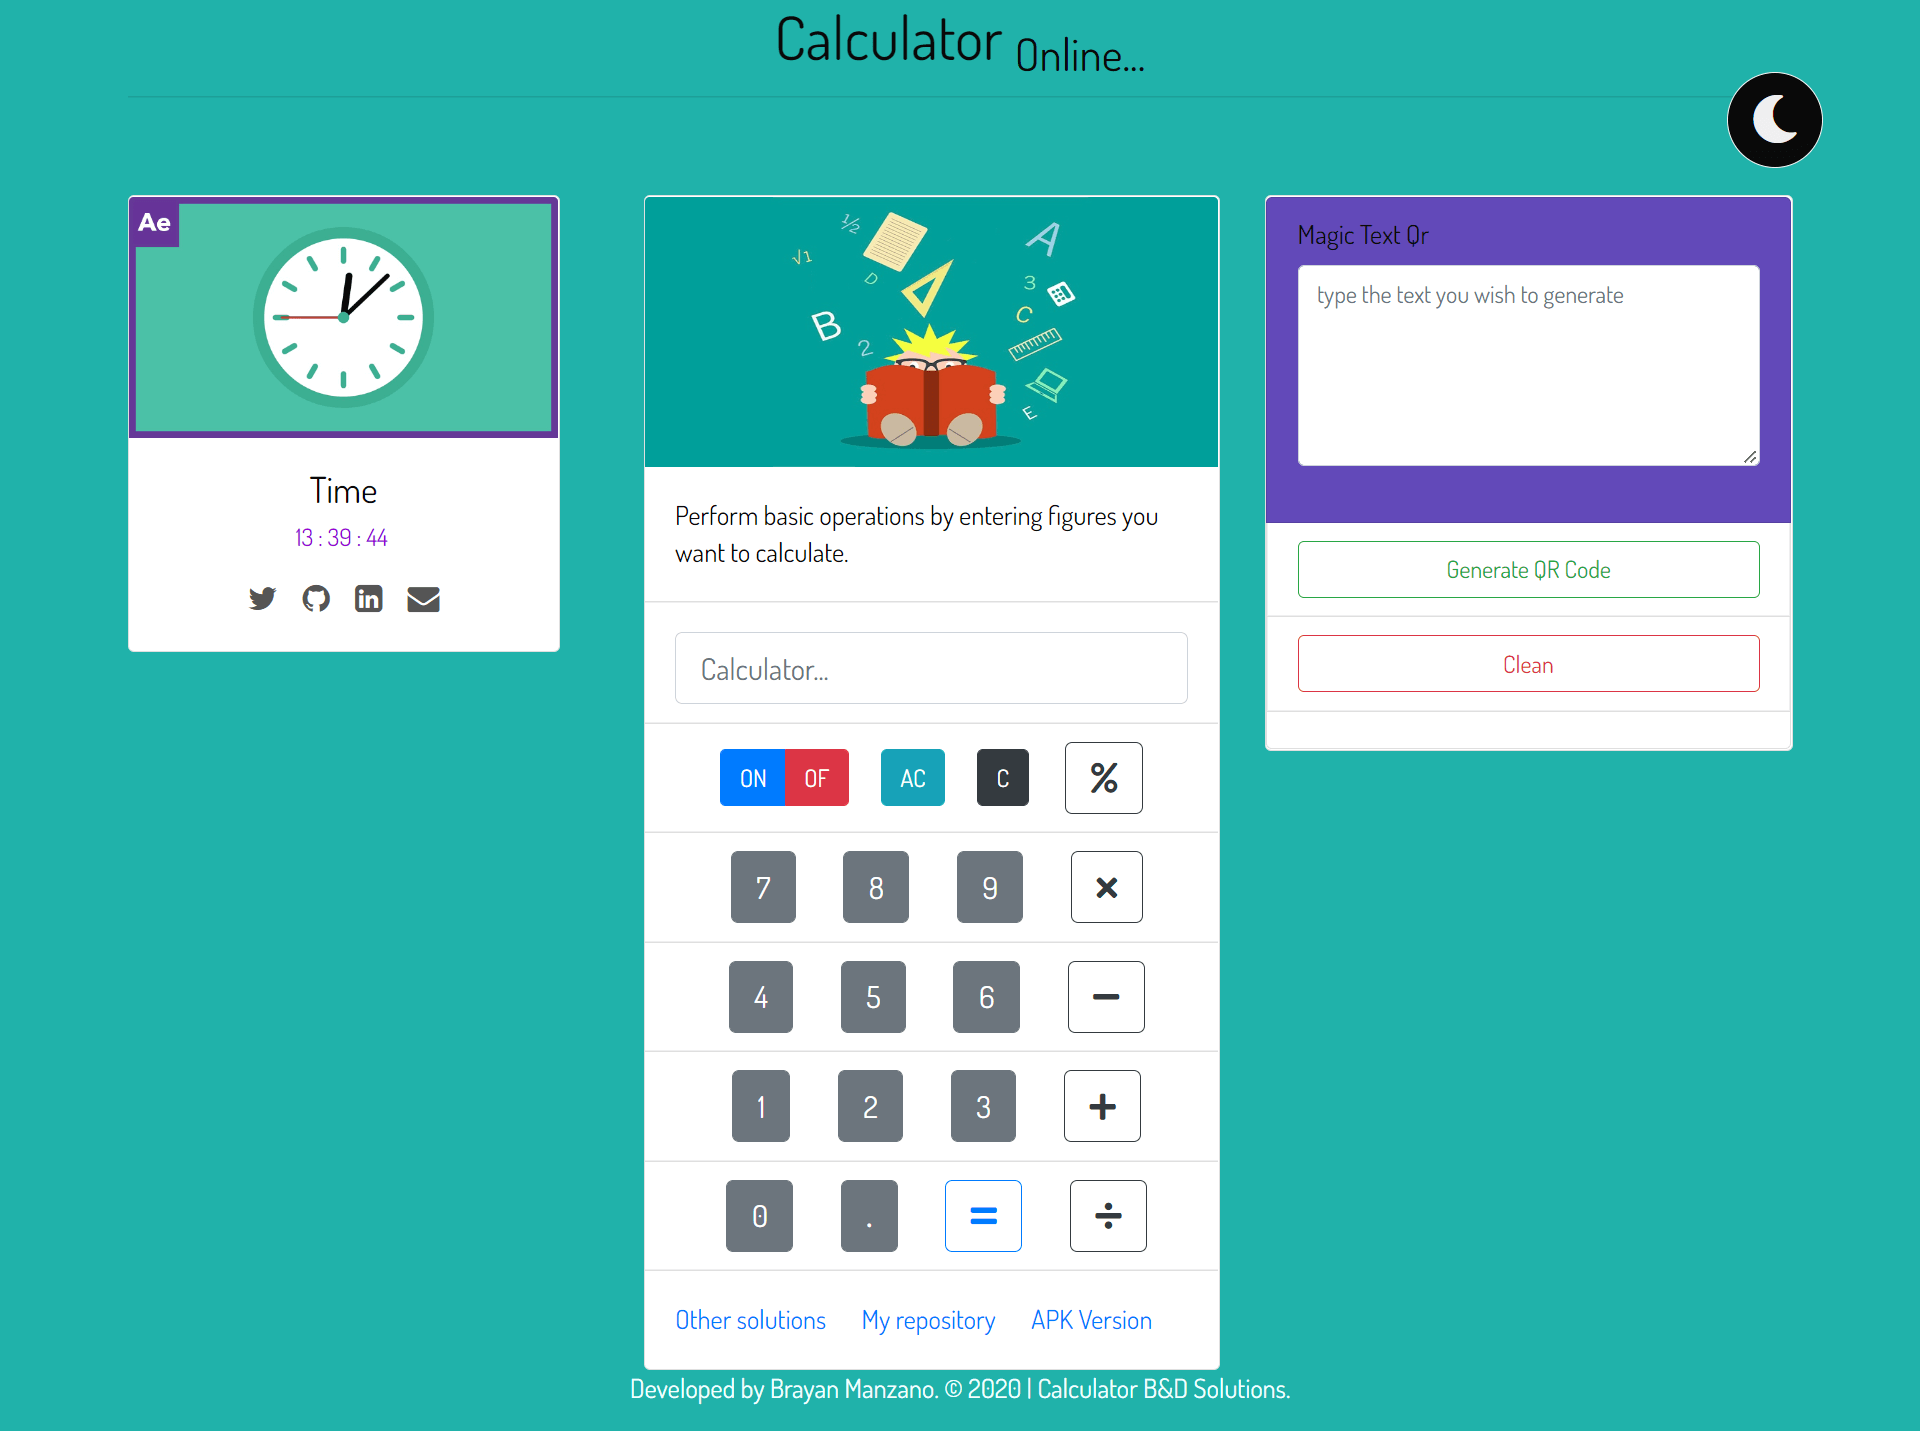 Calculator Online...
Ae
Time
13 : 39 : 44
½
√1
D
A
3
C
B
2
E
Perform basic operations by entering figures you
want to calculate.
Calculator...
ON OF AC C %
7 8 9 ×
4 5 6 −
1 2 3 +
0 . = ÷
Other solutions My repository APK Version
Magic Text Qr
type the text you wish to generate
Generate QR Code
Clean
Developed by Brayan Manzano. © 2020 | Calculator B&D Solutions.